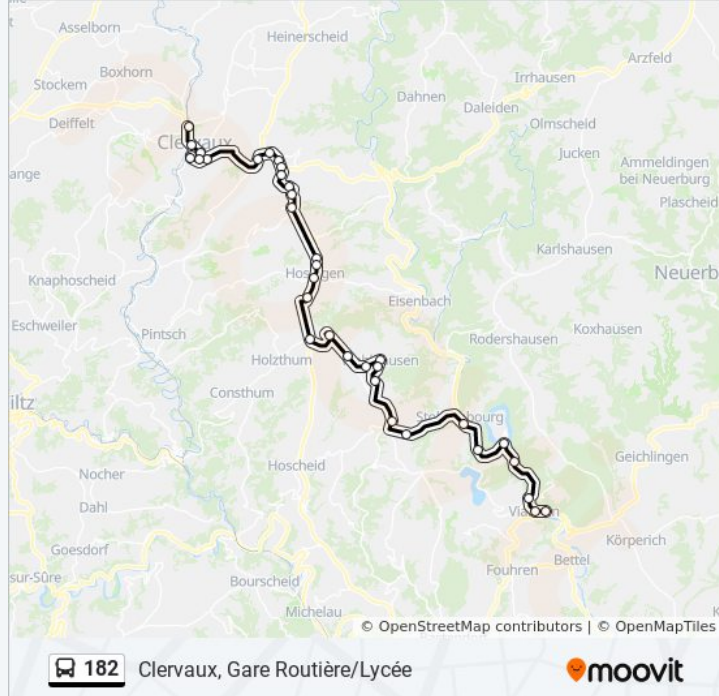 Asselborn
Heinerscheid
Boxhorn
Arzfeld
Stockem
Irrhausen
Dahnen
Daleiden
Deiffelt
Olmscheid
Clervaux
Jucken
Ammeldingen
bei Neuerburg
ange
Plascheid
Karlshausen
Knaphoscheid
Neuerb
Eisenbach
Eschweiler
Koxhausen
Pintsch
Rodershausen
Holzthum
Consthum
iltz
Geichlingen
Hoscheid
Nocher
Dahl
Körperich
Goesdorf
Bettel
Fouhren
sur-Sûre
Bourscheid
Michelau
© OpenStreetMap contributors | © OpenMapTiles
182 Clervaux, Gare Routière/Lycée
moovit